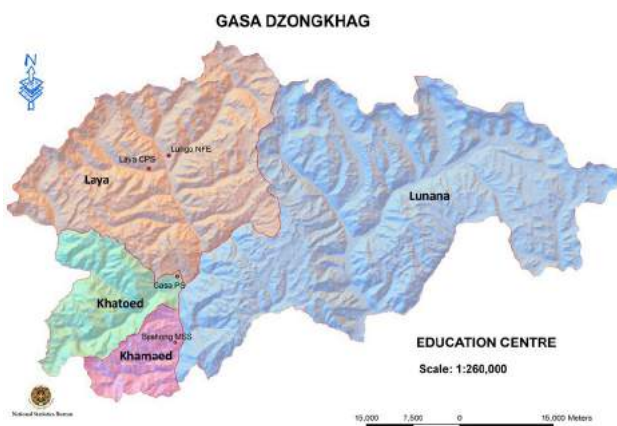 GASA DZONGKHAG
N
Lungo NFE
Laya CPS
Laya
Lunana
Gasa PS
Khatoed
Bjishong MSS
Khamaed
EDUCATION CENTRE
Scale: 1:260,000
National Statistics Bureau
15,000 7,500 0 15,000 Meters